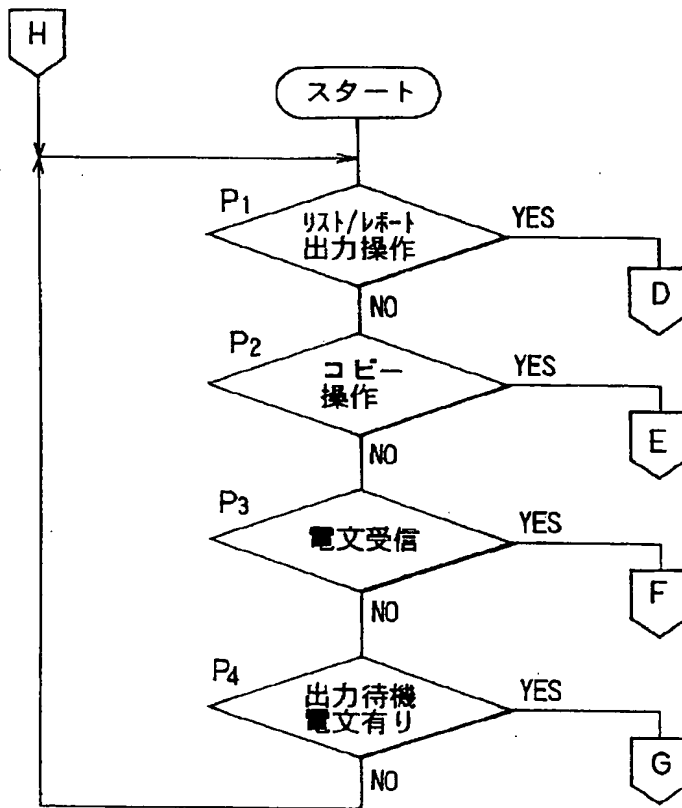 H
スタート
P1
リスト/レポート
出力操作
YES
D
NO
P2
コピー
操作
YES
E
NO
P3
電文受信
YES
F
NO
P4
出力待機
電文有り
YES
G
NO